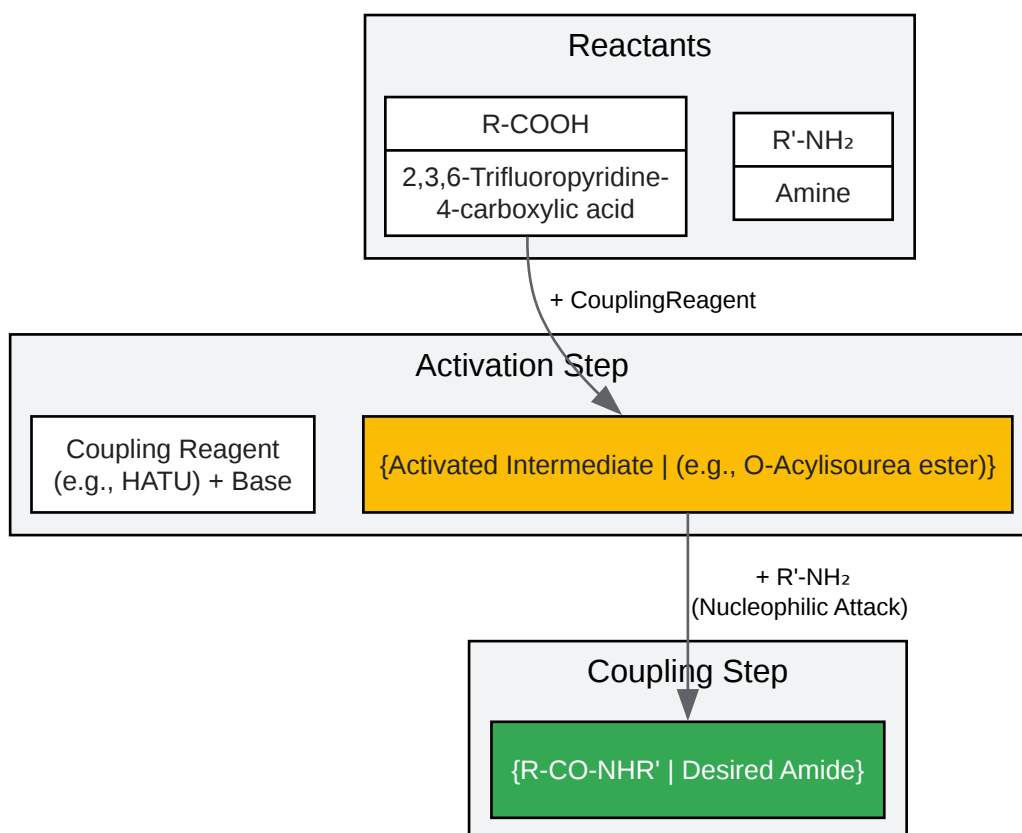 Reactants
R-COOH
2,3,6-Trifluoropyridine-
4-carboxylic acid
R'-NH₂
Amine
+ CouplingReagent
Activation Step
Coupling Reagent
(e.g., HATU) + Base
{Activated Intermediate | (e.g., O-Acylisourea ester)}
+ R'-NH₂
(Nucleophilic Attack)
Coupling Step
{R-CO-NHR' | Desired Amide}